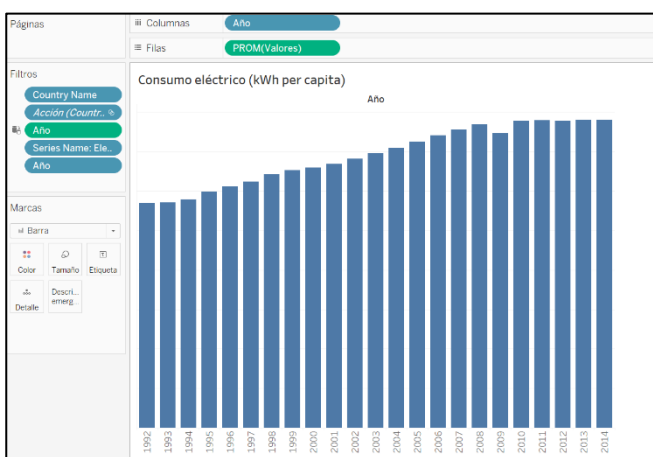 Páginas
Columnas
Año
Filas
PROM(Valores)
Filtros
Country Name
Acción (Countr..
Año
Series Name: Ele..
Año
Marcas
Barra
Color
Tamaño
Etiqueta
Detalle
Descri...
emerg...
Consumo eléctrico (kWh per capita)
Año
1992
1993
1994
1995
1996
1997
1998
1999
2000
2001
2002
2003
2004
2005
2006
2007
2008
2009
2010
2011
2012
2013
2014